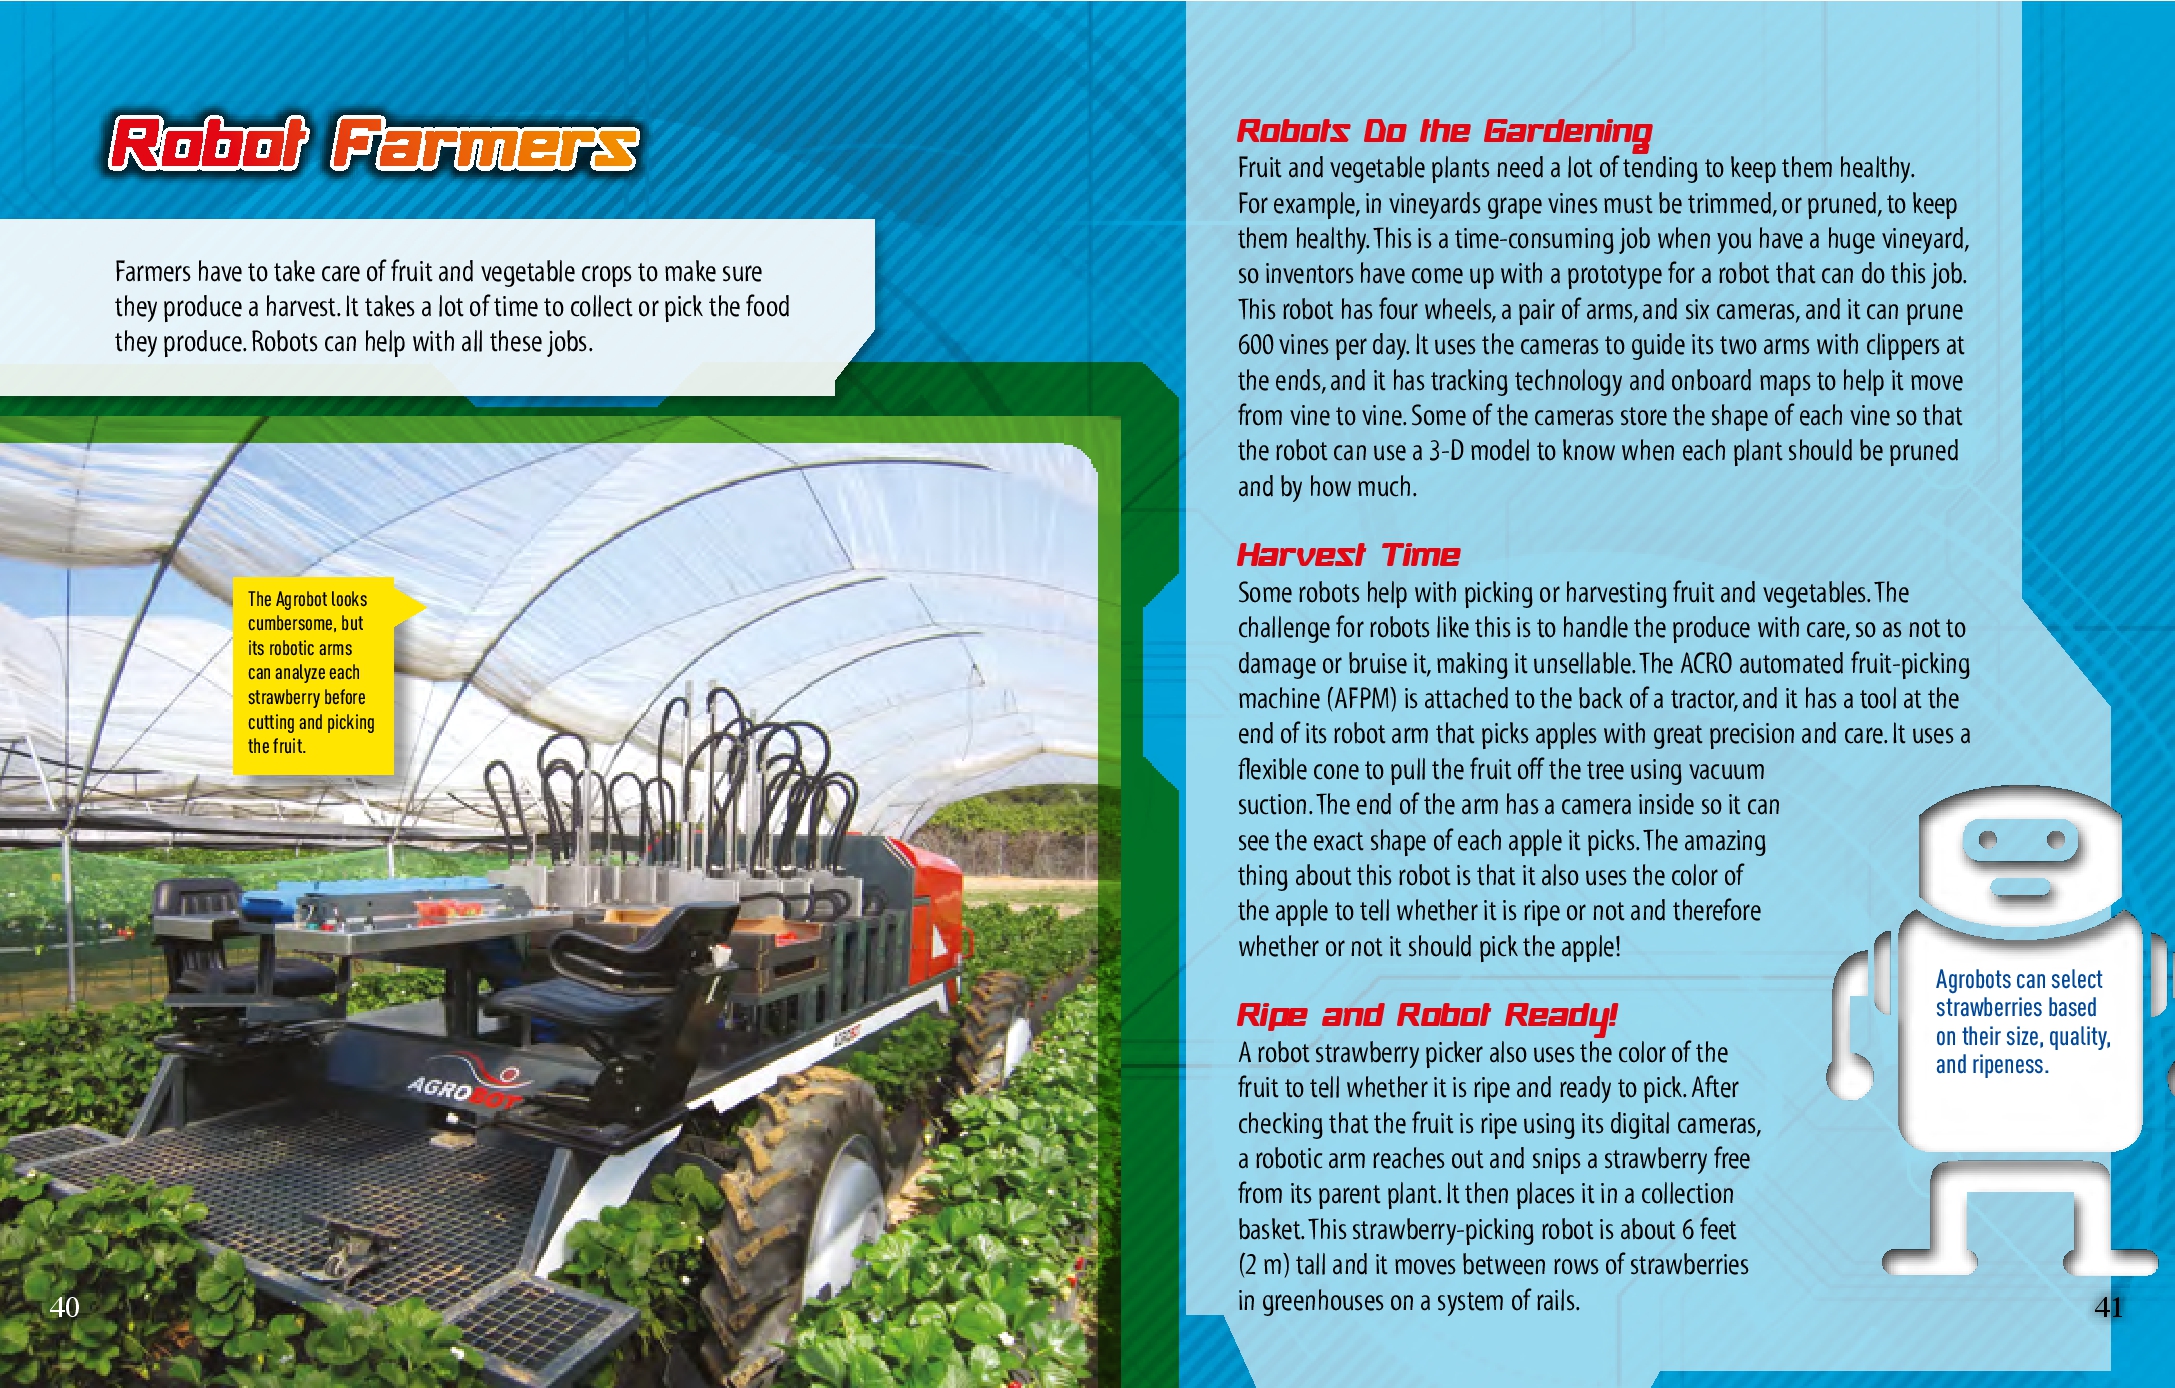 Robot Farmers
Farmers have to take care of fruit and vegetable crops to make sure
they produce a harvest. It takes a lot of time to collect or pick the food
they produce. Robots can help with all these jobs.
The Agrobot looks
cumbersome, but
its robotic arms
can analyze each
strawberry before
cutting and picking
the fruit.
AGROBOT
AGROBOT
40
Robots Do the Gardening
Fruit and vegetable plants need a lot of tending to keep them healthy.
For example, in vineyards grape vines must be trimmed, or pruned, to keep
them healthy. This is a time-consuming job when you have a huge vineyard,
so inventors have come up with a prototype for a robot that can do this job.
This robot has four wheels, a pair of arms, and six cameras, and it can prune
600 vines per day. It uses the cameras to guide its two arms with clippers at
the ends, and it has tracking technology and onboard maps to help it move
from vine to vine. Some of the cameras store the shape of each vine so that
the robot can use a 3-D model to know when each plant should be pruned
and by how much.
Harvest Time
Some robots help with picking or harvesting fruit and vegetables. The
challenge for robots like this is to handle the produce with care, so as not to
damage or bruise it, making it unsellable. The ACRO automated fruit-picking
machine (AFPM) is attached to the back of a tractor, and it has a tool at the
end of its robot arm that picks apples with great precision and care. It uses a
flexible cone to pull the fruit off the tree using vacuum
suction. The end of the arm has a camera inside so it can
see the exact shape of each apple it picks. The amazing
thing about this robot is that it also uses the color of
the apple to tell whether it is ripe or not and therefore
whether or not it should pick the apple!
Ripe and Robot Ready!
A robot strawberry picker also uses the color of the
fruit to tell whether it is ripe and ready to pick. After
checking that the fruit is ripe using its digital cameras,
a robotic arm reaches out and snips a strawberry free
from its parent plant. It then places it in a collection
basket. This strawberry-picking robot is about 6 feet
(2 m) tall and it moves between rows of strawberries
in greenhouses on a system of rails.
Agrobots can select
strawberries based
on their size, quality,
and ripeness.
41